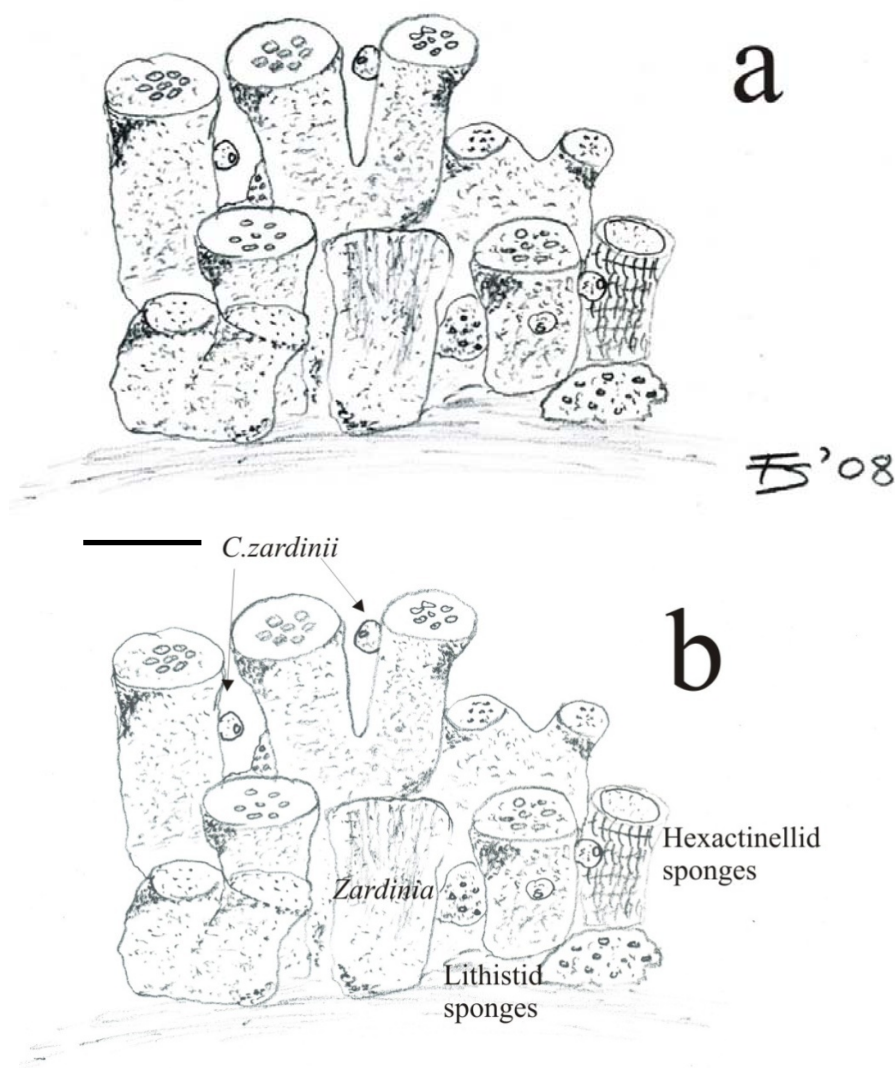 a
FS'08
C.zardinii
b
Hexactinellid
sponges
Zardinia
Lithistid
sponges